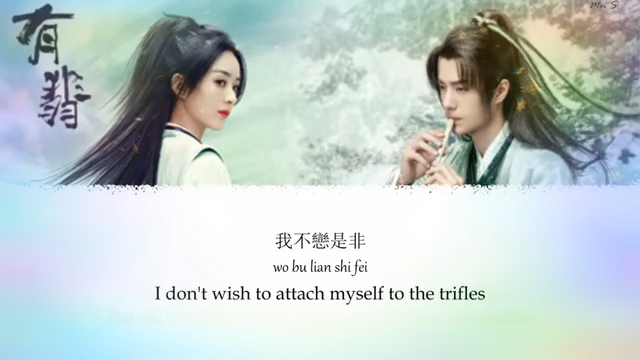 有翡
Mei S.
我不戀是非
wo bu lian shi fei
I don't wish to attach myself to the trifles